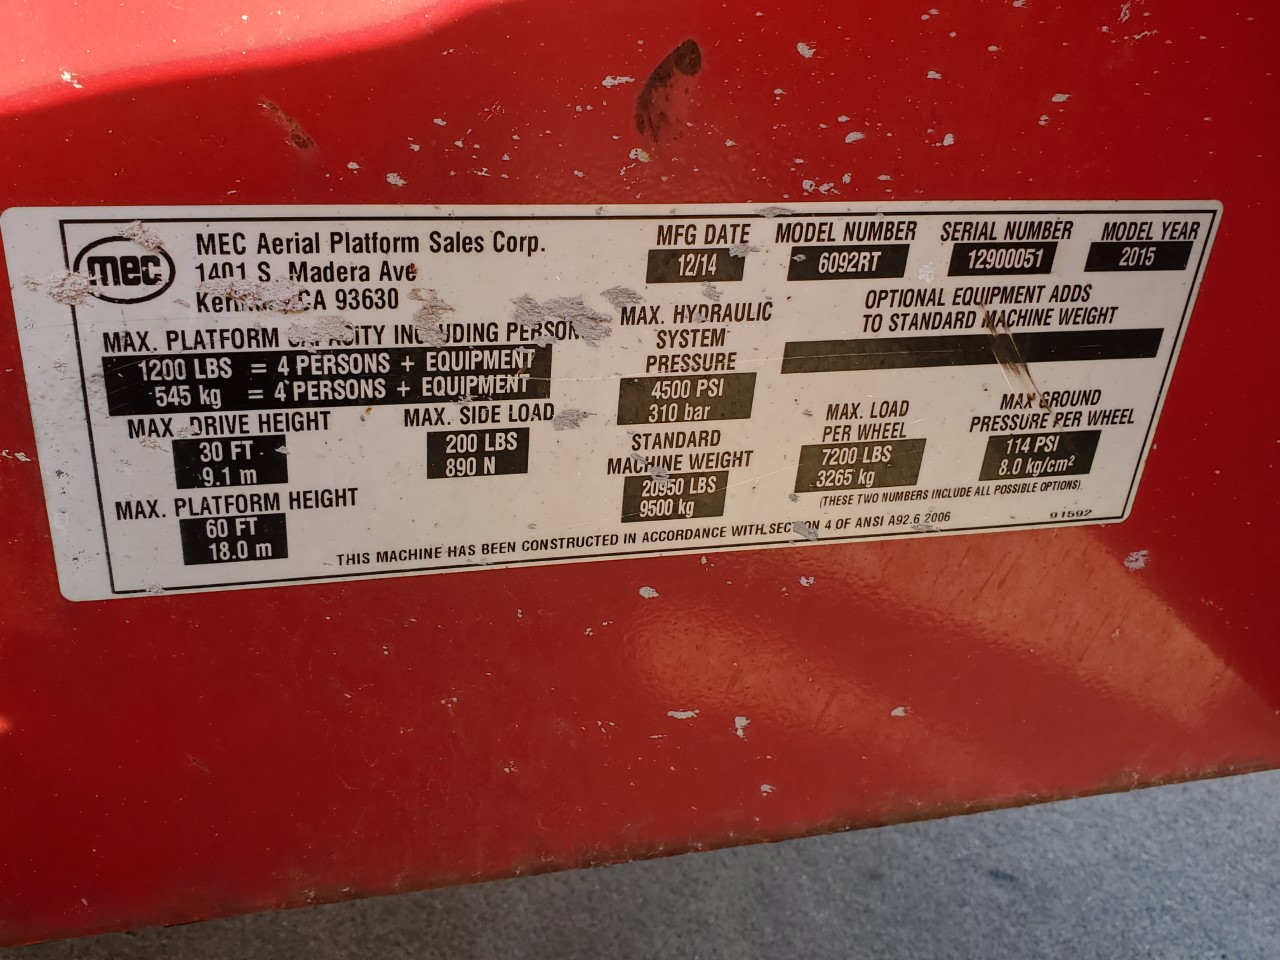 mec
MEC Aerial Platform Sales Corp.
1401 S. Madera Ave
CA 93630
MFG DATE
12/14
MODEL NUMBER
6092RT
SERIAL NUMBER
12900051
MODEL YEAR
2015
MAX. PLATFORM CAPACITY INCLUDING PERSON
1200 LBS = 4 PERSONS + EQUIPMENT
545 kg = 4 PERSONS + EQUIPMENT
MAX. DRIVE HEIGHT
30 FT
9.1 m
MAX. SIDE LOAD
200 LBS
890 N
MAX. PLATFORM HEIGHT
60 FT
18.0 m
MAX. HYDRAULIC
SYSTEM
PRESSURE
4500 PSI
310 bar
STANDARD
MACHINE WEIGHT
20950 LBS
9500 kg
OPTIONAL EQUIPMENT ADDS
TO STANDARD MACHINE WEIGHT
MAX. LOAD
PER WHEEL
7200 LBS
3265 kg
MAX GROUND
PRESSURE PER WHEEL
114 PSI
8.0 kg/cm²
(THESE TWO NUMBERS INCLUDE ALL POSSIBLE OPTIONS)
THIS MACHINE HAS BEEN CONSTRUCTED IN ACCORDANCE WITH SECTION 4 OF ANSI A92.6 2006
91592